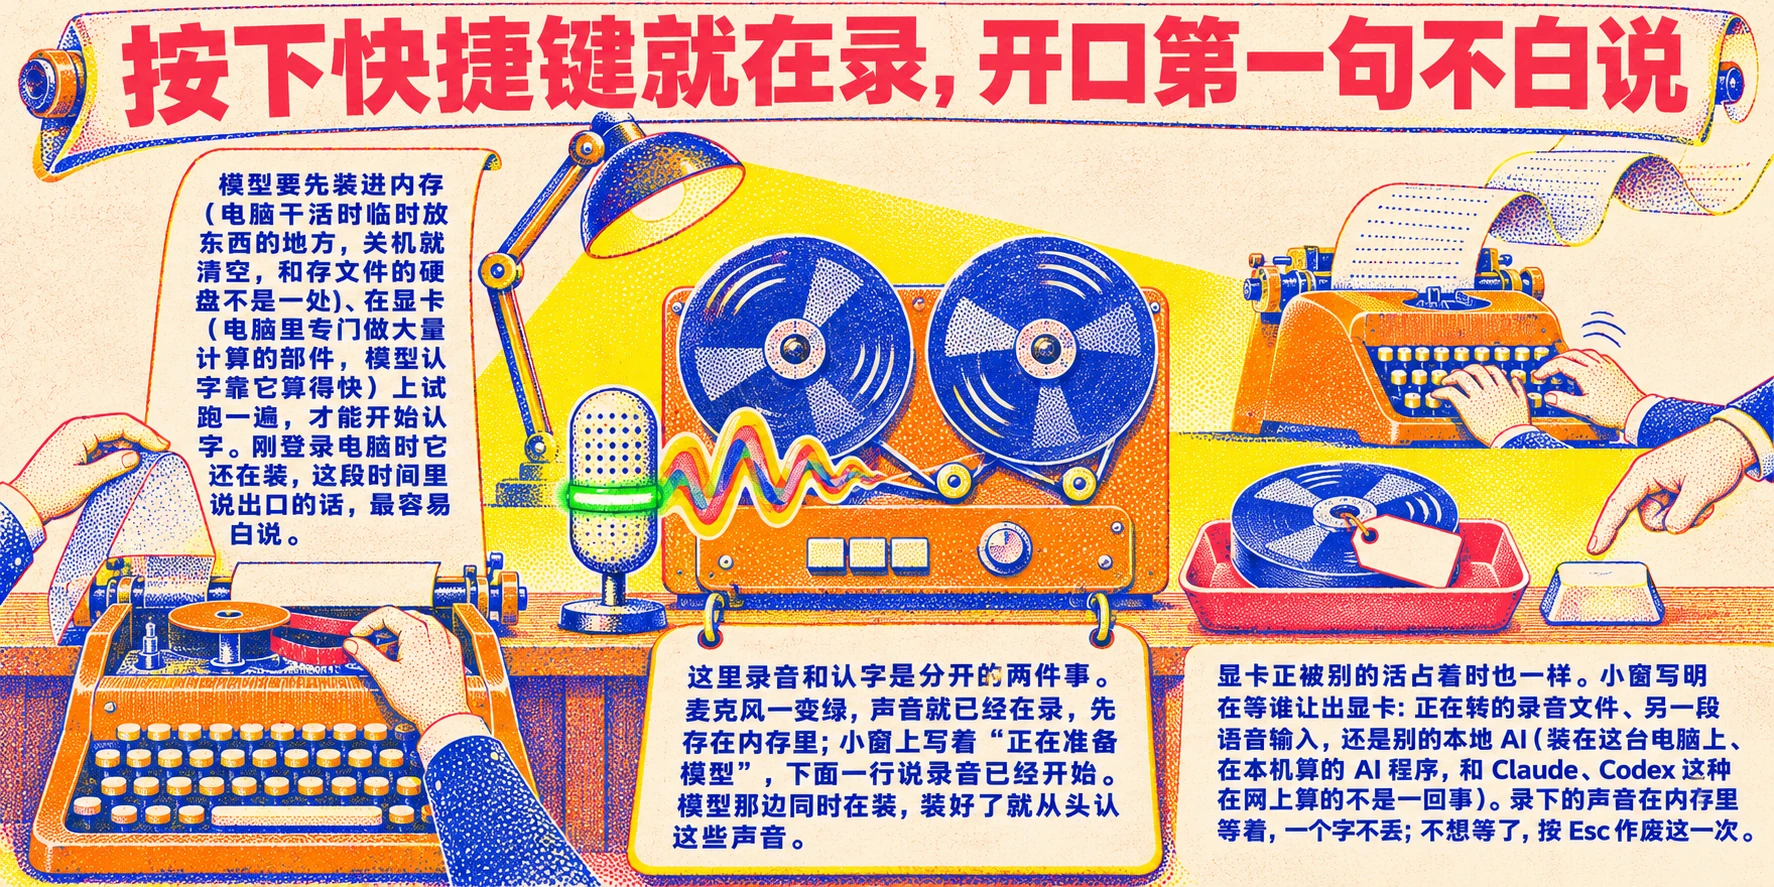 按下快捷键就在录，开口第一句不白说
模型要先装进内存
（电脑干活时临时放
东西的地方，关机就
清空，和存文件的硬
盘不是一处）、在显卡
（电脑里专门做大量
计算的部件，模型认
字靠它算得快）上试
跑一遍，才能开始认
字。刚登录电脑时它
还在装，这段时间里
说出口的话，最容易
白说。
这里录音和认字是分开的两件事。
麦克风一变绿，声音就已经在录，先
存在内存里；小窗上写着“正在准备
模型”，下面一行说录音已经开始。
模型那边同时在装，装好了就从头认
这些声音。
显卡正被别的活占着时也一样。小窗写明
在等谁让出显卡：正在转的录音文件、另一段
语音输入，还是别的本地 AI（装在这台电脑上、
在本机算的 AI 程序，和 Claude、Codex 这种
在网上算的不是一回事）。录下的声音在内存里
等着，一个字不丢；不想等了，按 Esc 作废这一次。